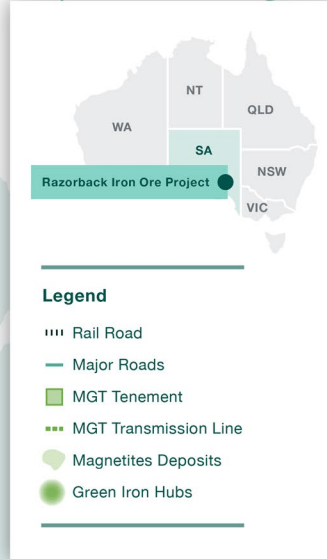 NT
QLD
WA
SA
NSW
Razorback Iron Ore Project
VIC
Legend
Rail Road
Major Roads
MGT Tenement
MGT Transmission Line
Magnetites Deposits
Green Iron Hubs